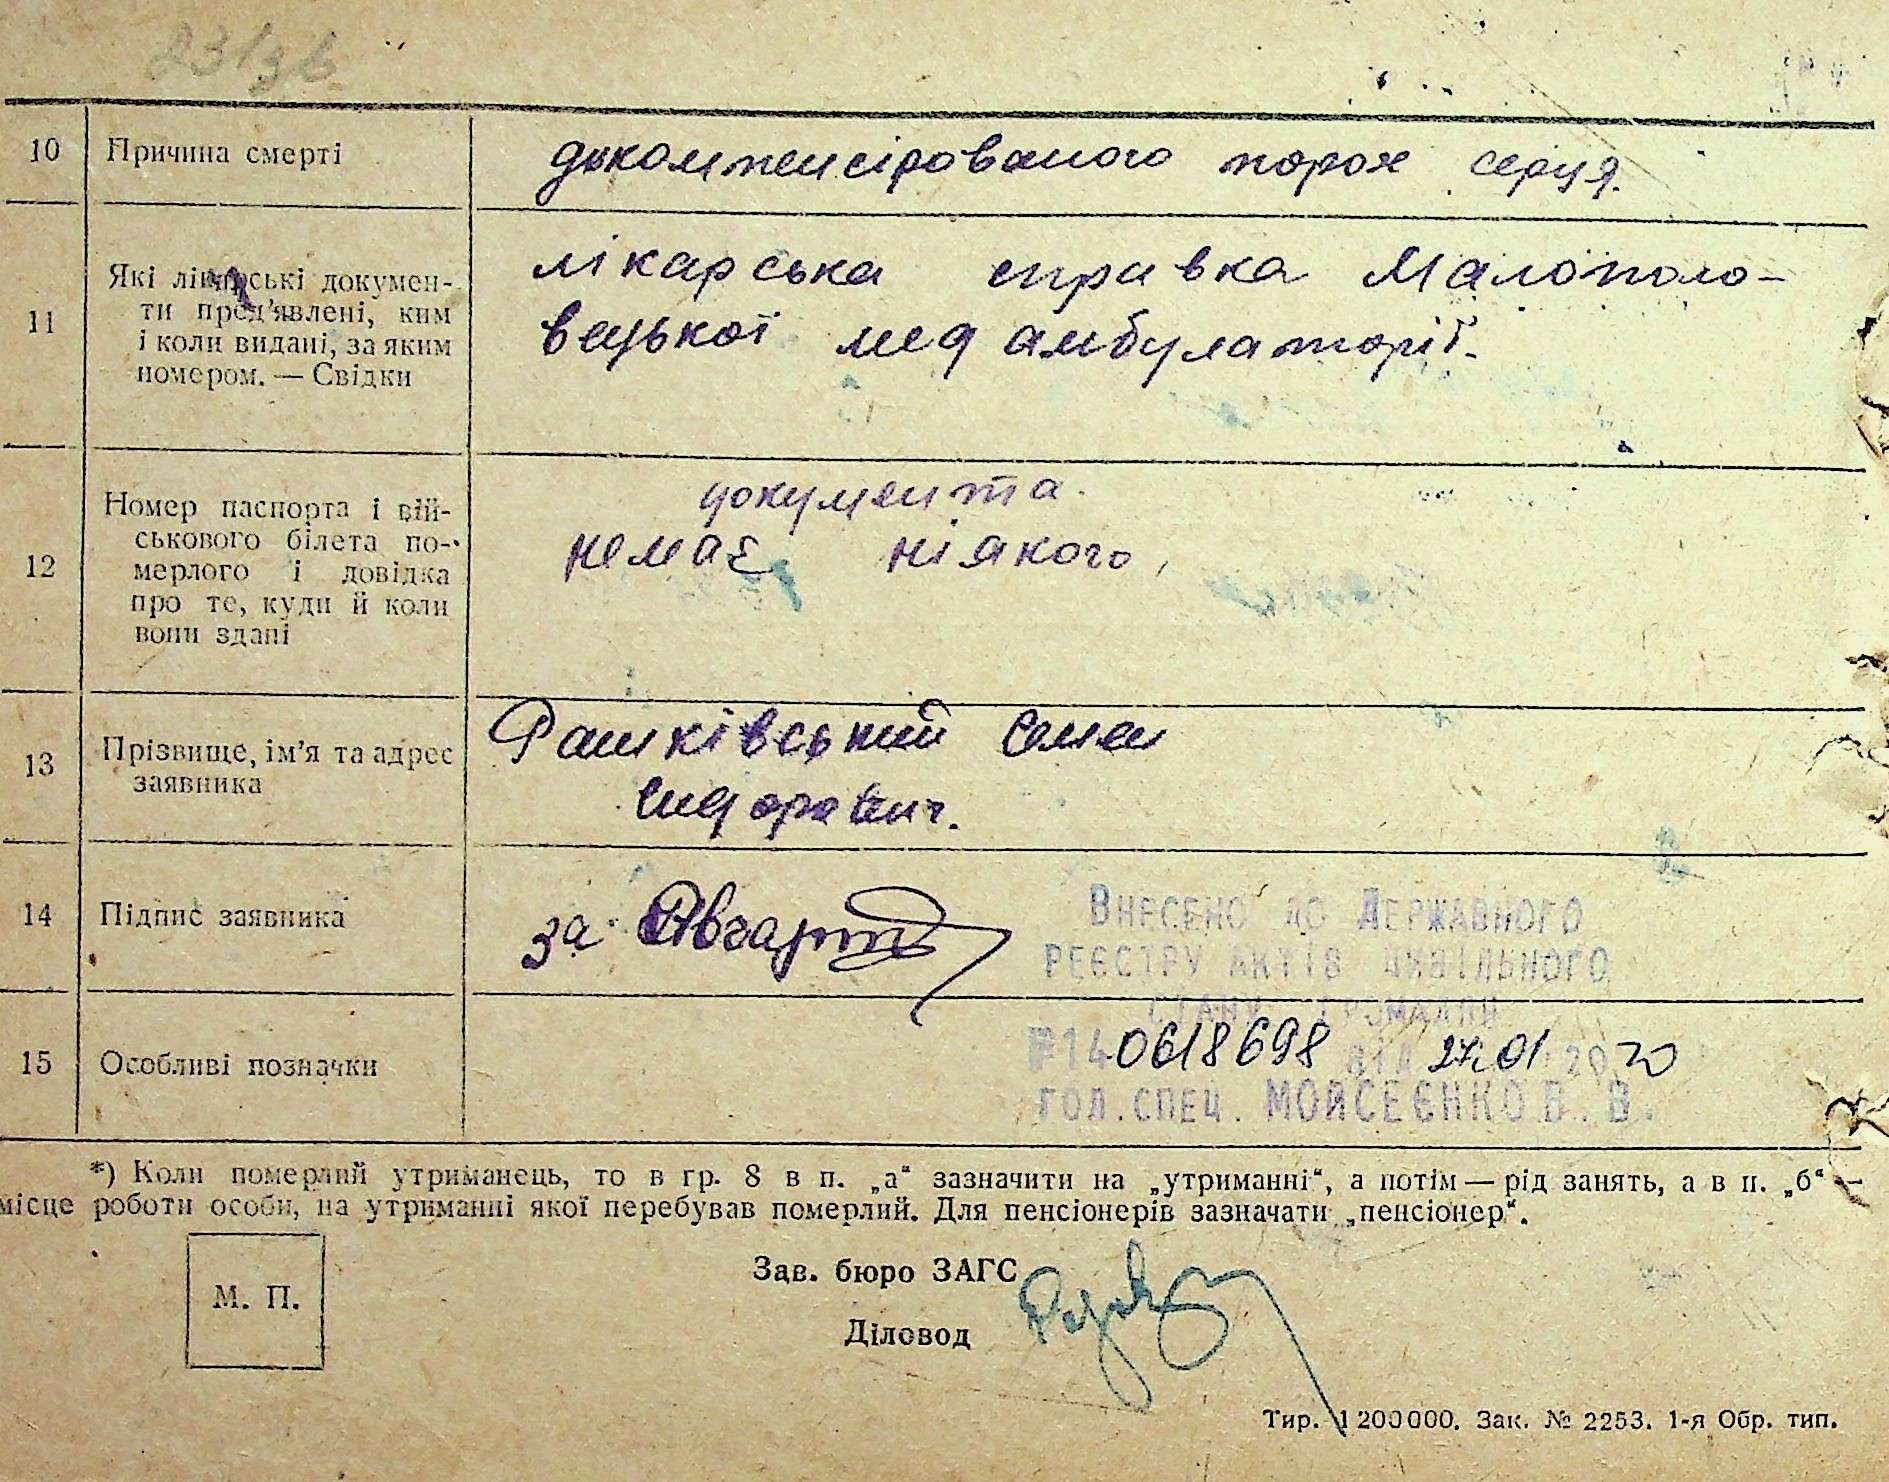 23/зв
10 Причина смерті
докомпенсірованого порок серця.
Які лікарські докумен-
ти пред'явлені, ким
11 і коли видані, за яким
номером. — Свідки
лікарська справка Малополо-
вецької мед амбулаторії.
Номер паспорта і вій-
ськового білета по-
12 мерлого і довідка
про те, куди й коли
вони здані
документа
немає ніякого,
13 Прізвище, ім'я та адрес
заявника
Рашківський Семен
Сидорович.
14 Підпис заявника
за
Внесено до Державного
реєстру актів цивільного
стану громадян
15 Особливі позначки
№140618698 від 24.01 2020
гол. спец. Мойсеєнко В. В.
*) Коли померлий утриманець, то в гр. 8 в п. „а“ зазначити на „утриманні“, а потім — рід занять, а в п. „б“ —
місце роботи особи, на утриманні якої перебував померлий. Для пенсіонерів зазначати „пенсіонер“.
М. П.
Зав. бюро ЗАГС
Діловод
Тир. 1200000. Зак. № 2253. 1-я Обр. тип.